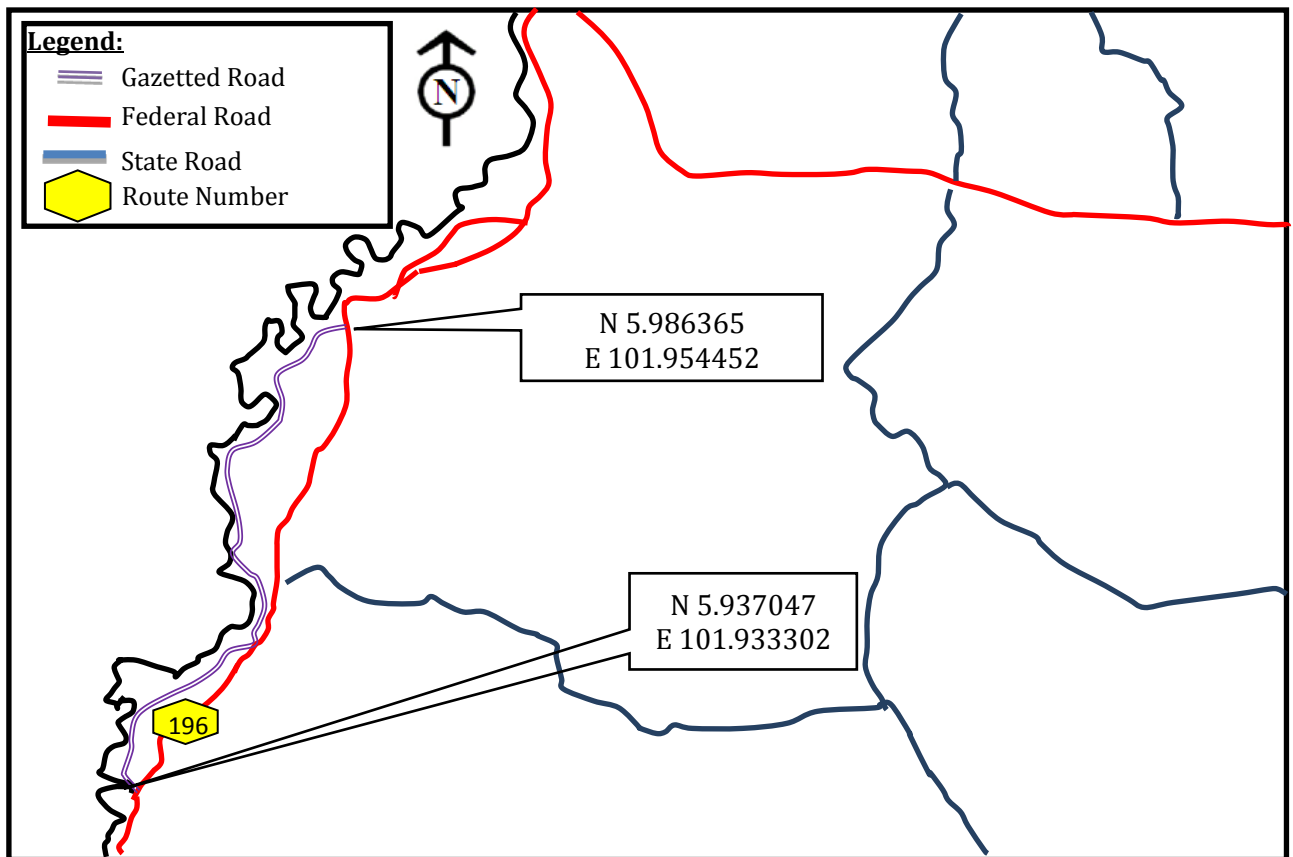 Legend:
Gazetted Road
Federal Road
State Road
Route Number
N
N 5.986365
E 101.954452
N 5.937047
E 101.933302
196